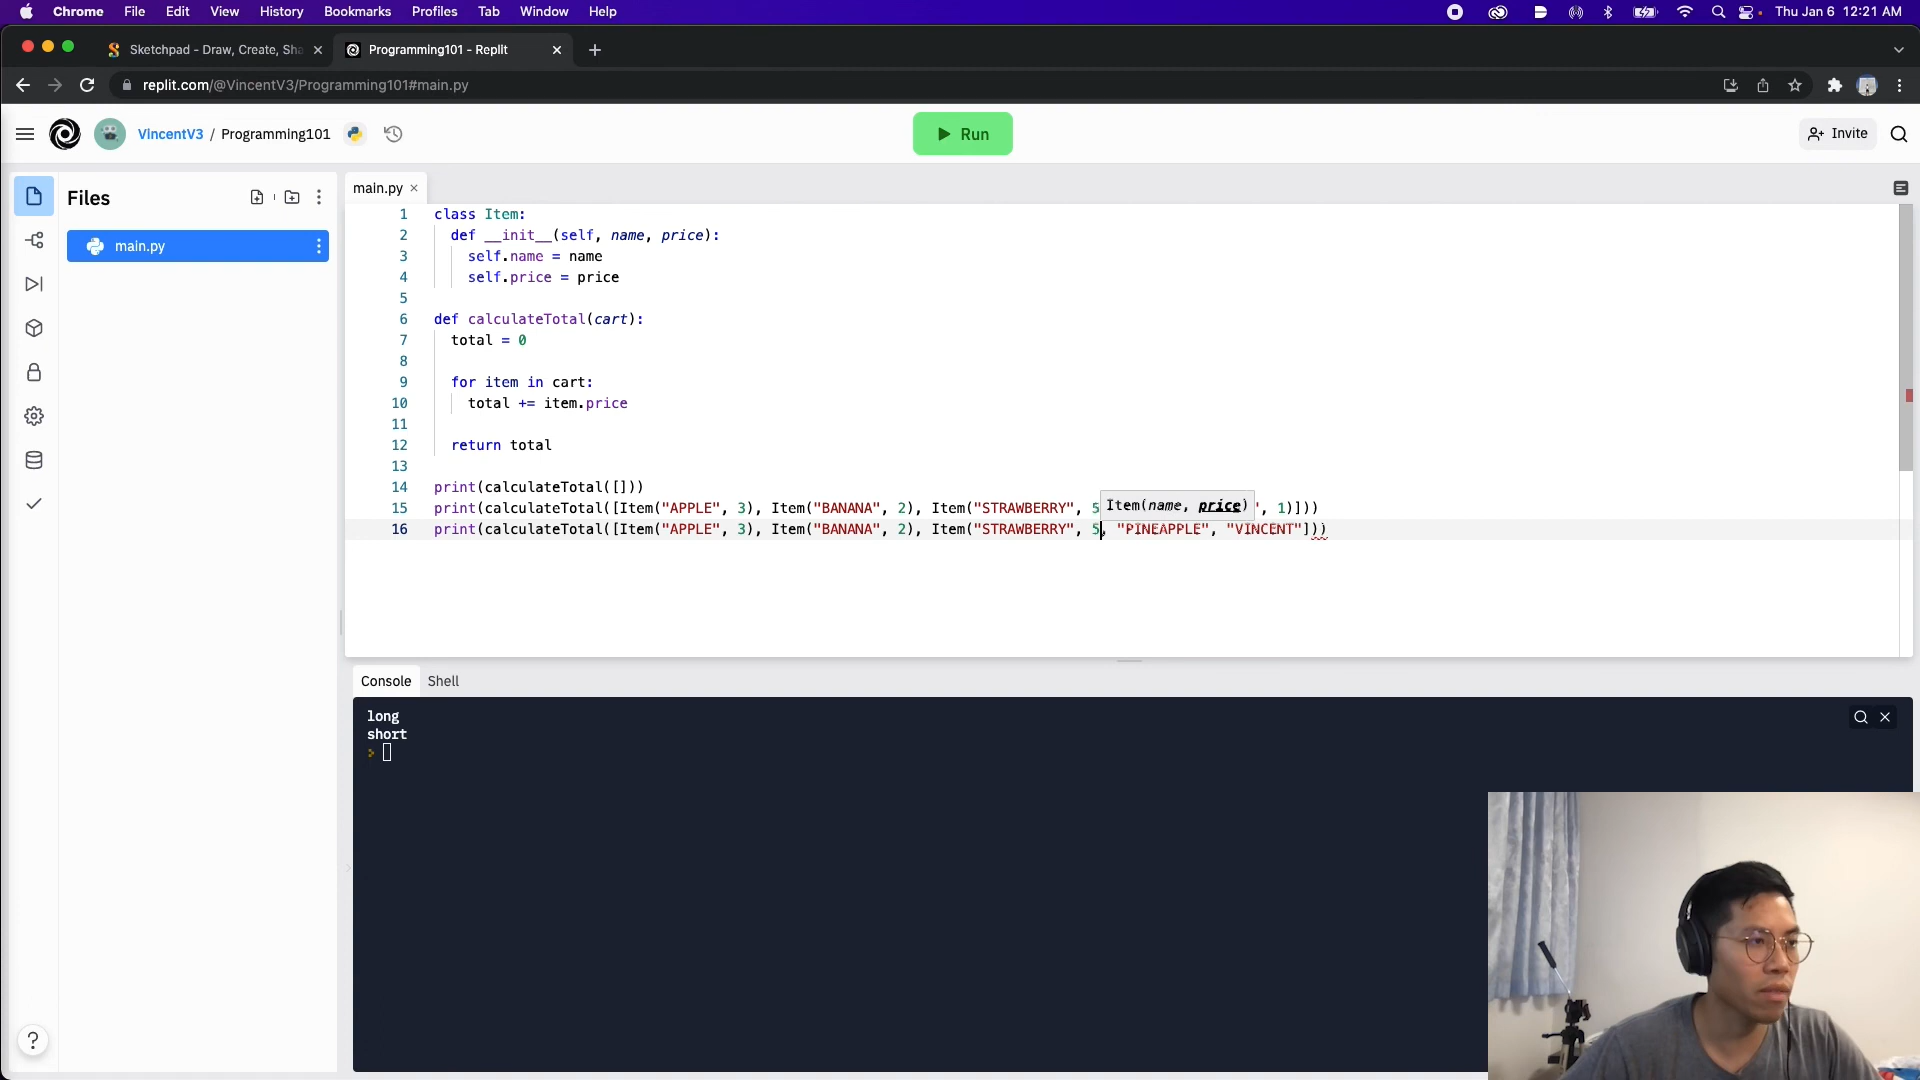 Chrome File Edit View History Bookmarks Profiles Tab Window Help Thu Jan 6 12:21 AM
Sketchpad - Draw, Create, Sha Programming101 - Replit
replit.com/@VincentV3/Programming101#main.py
VincentV3 / Programming101 Run Invite
Files main.py
main.py
1 class Item:
2 def __init__(self, name, price):
3 self.name = name
4 self.price = price
5
6 def calculateTotal(cart):
7 total = 0
8
9 for item in cart:
10 total += item.price
11
12 return total
13
14 print(calculateTotal([]))
15 print(calculateTotal([Item("APPLE", 3), Item("BANANA", 2), Item("STRAWBERRY", 5 ", 1)]))
Item(name, price)
16 print(calculateTotal([Item("APPLE", 3), Item("BANANA", 2), Item("STRAWBERRY", 5, "PINEAPPLE", "VINCENT"]))
Console Shell
long
short
?